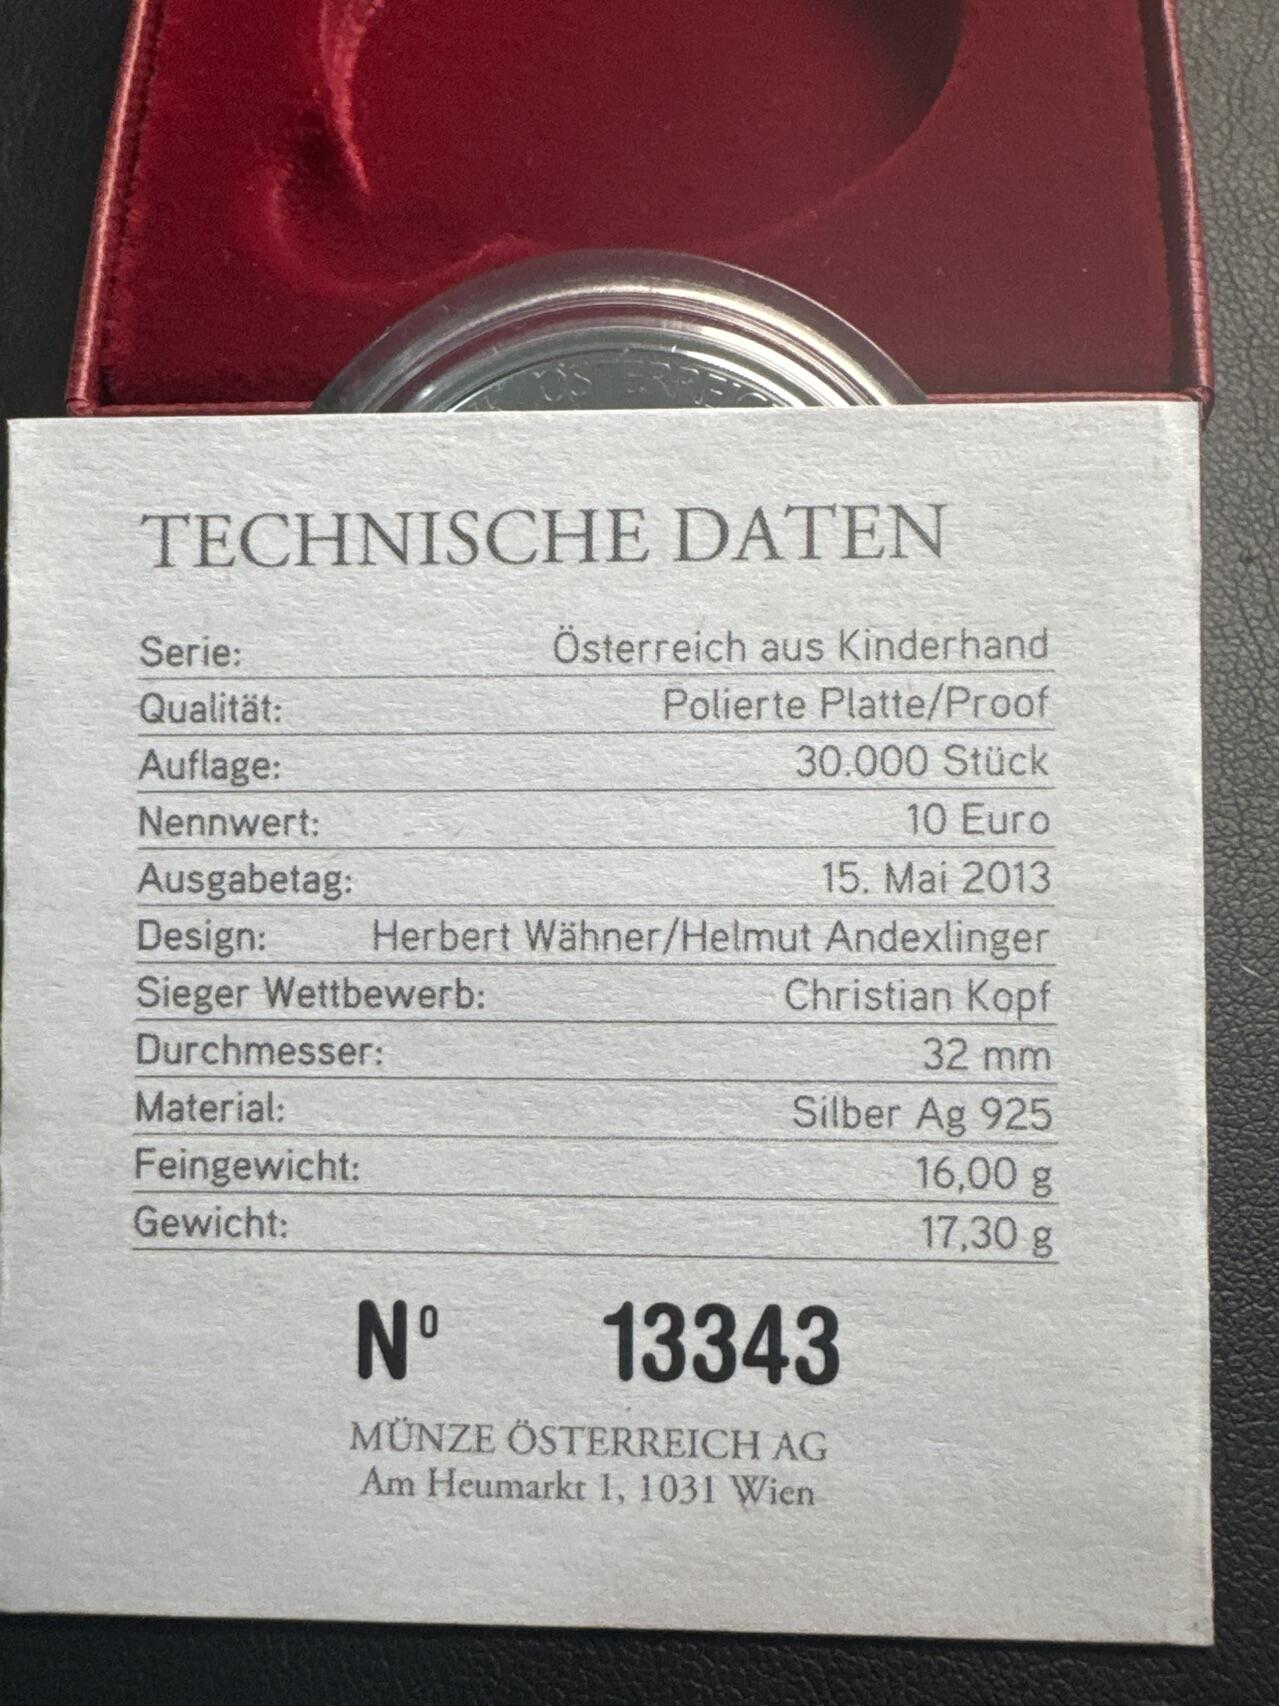 ÖSTERREICH
TECHNISCHE DATEN
Serie: Österreich aus Kinderhand
Qualität: Polierte Platte/Proof
Auflage: 30.000 Stück
Nennwert: 10 Euro
Ausgabetag: 15. Mai 2013
Design: Herbert Wähner/Helmut Andexlinger
Sieger Wettbewerb: Christian Kopf
Durchmesser: 32 mm
Material: Silber Ag 925
Feingewicht: 16,00 g
Gewicht: 17,30 g
Nº 13343
MÜNZE ÖSTERREICH AG
Am Heumarkt 1, 1031 Wien